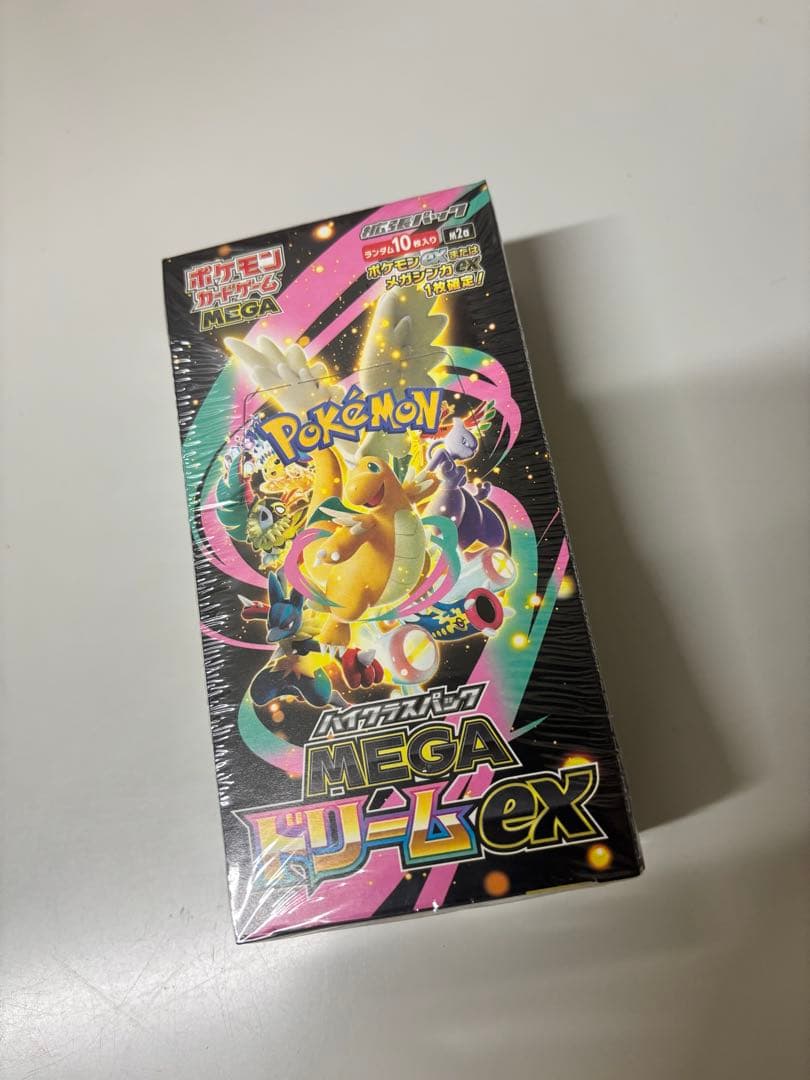 ポケモン
カードゲーム
MEGA
拡張パック
ランダム10枚入り M2a
ポケモンexまたは
メガシンカex
1枚確定!
POKéMON
ハイクラスパック
MEGA
ドリームex